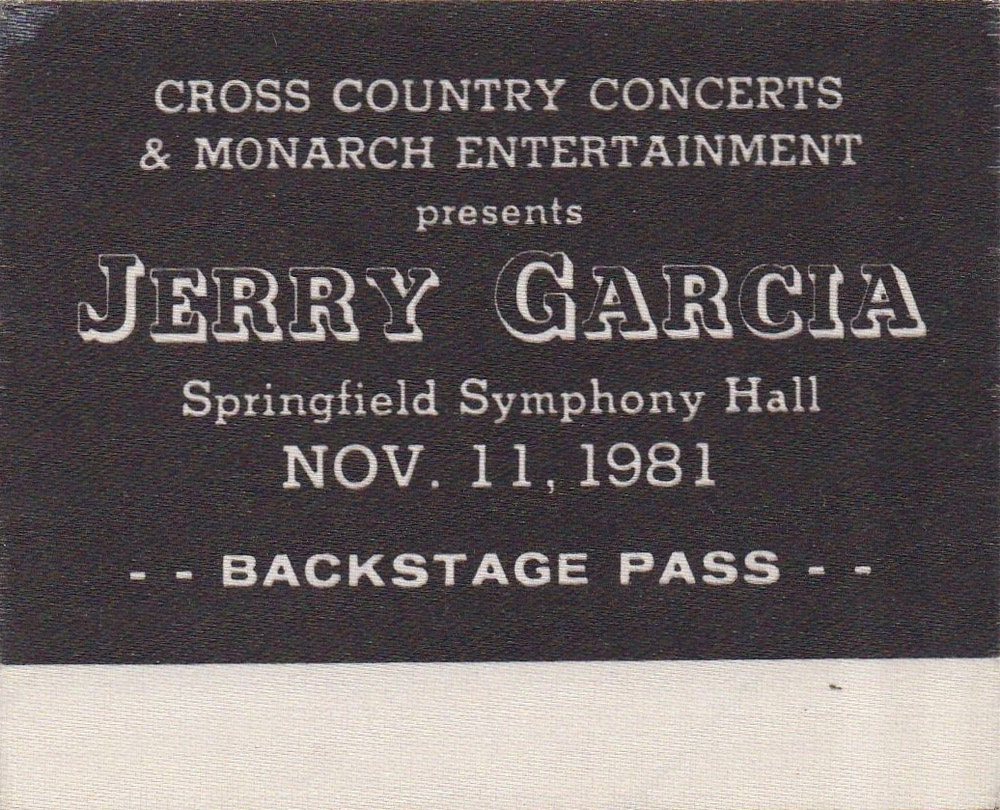 CROSS COUNTRY CONCERTS
& MONARCH ENTERTAINMENT
presents
JERRY GARCIA
Springfield Symphony Hall
NOV. 11, 1981
- - BACKSTAGE PASS - -